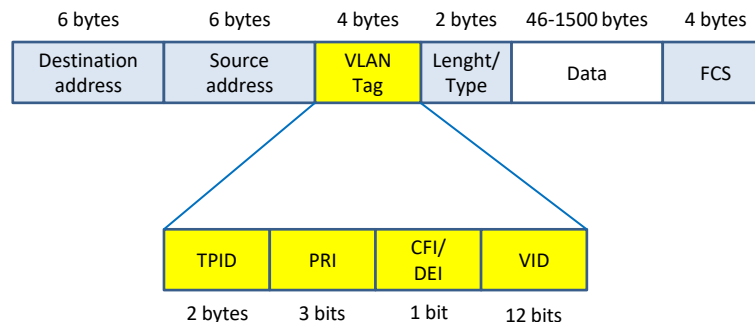 6 bytes 6 bytes 4 bytes 2 bytes 46-1500 bytes 4 bytes
Destination address Source address VLAN Tag Lenght/ Type Data FCS
TPID PRI CFI/ DEI VID
2 bytes 3 bits 1 bit 12 bits